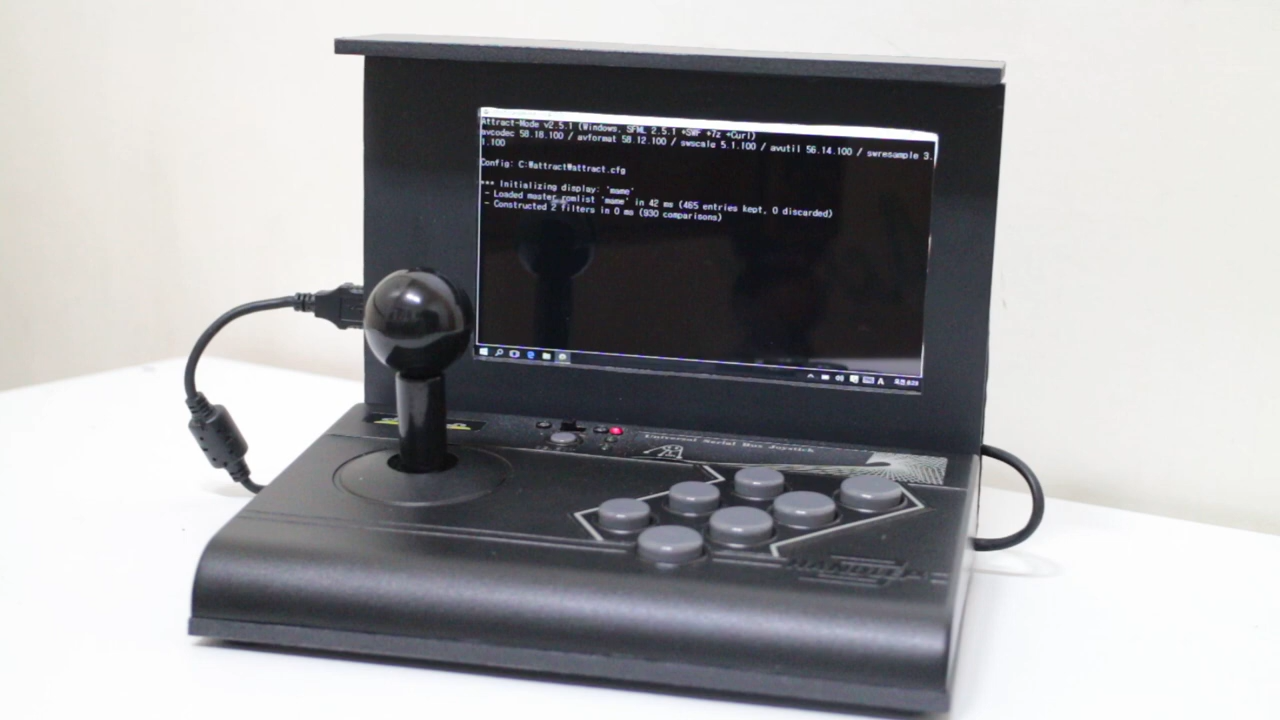 Attract-Mode v2.5.1 (Windows, SFML 2.5.1 +SWF +7z +Curl)
avcodec 58.18.100 / avformat 58.12.100 / swscale 5.1.100 / avutil 56.14.100 / swresample 3.
1.100
Config: C:₩attract₩attract.cfg
*** Initializing display: 'mame'
- Loaded master romlist 'mame' in 42 ms (465 entries kept, 0 discarded)
- Constructed 2 filters in 0 ms (930 comparisons)
A
Universal Serial Bus Joystick